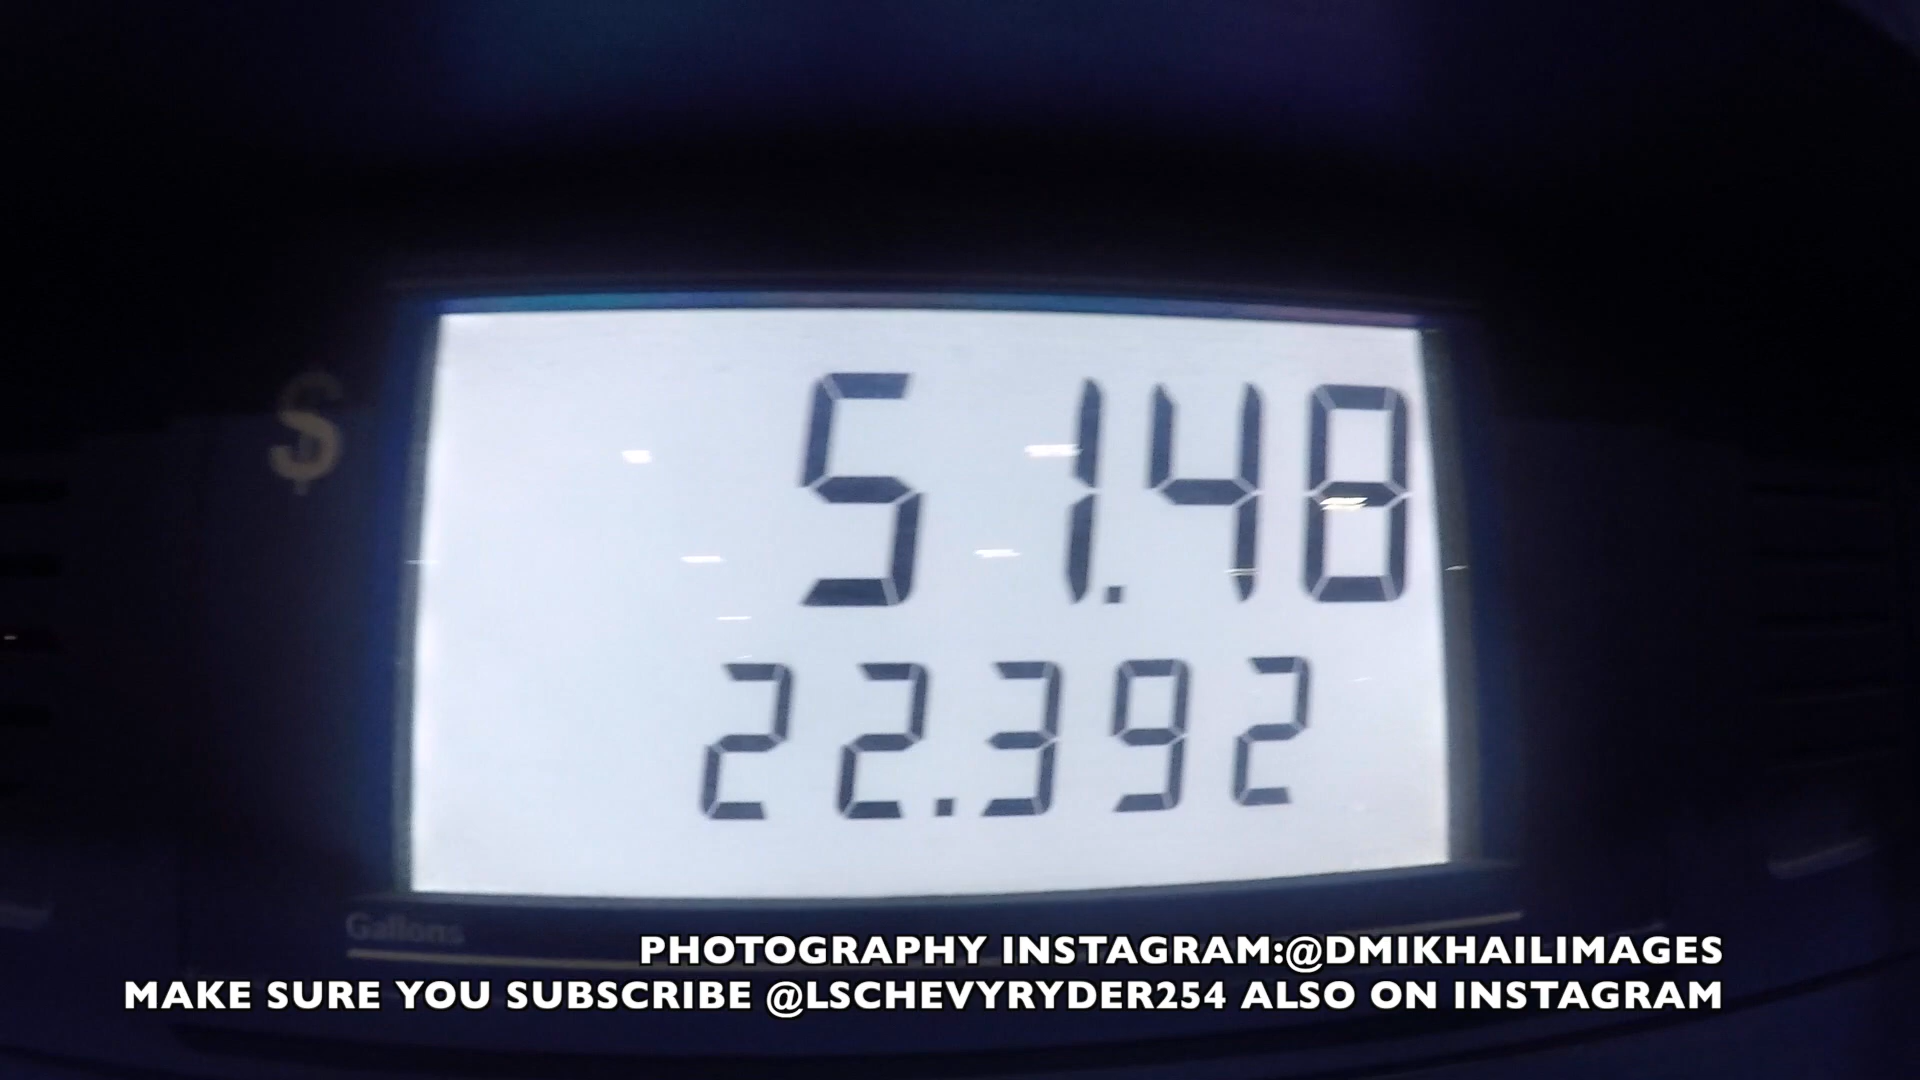 $ 51.48
22.392
Gallons
PHOTOGRAPHY INSTAGRAM:@DMIKHAILIMAGES
MAKE SURE YOU SUBSCRIBE @LSCHEVYRYDER254 ALSO ON INSTAGRAM